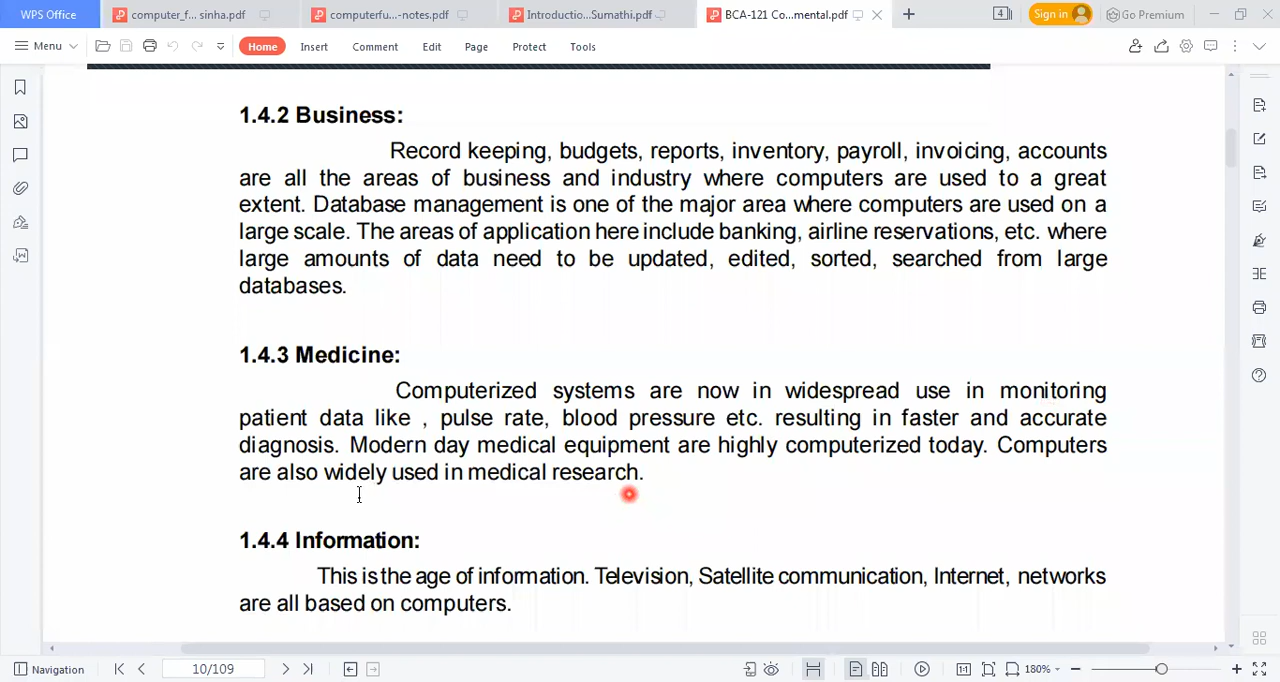 WPS Office
computer_f... sinha.pdf
computerfu...-notes.pdf
Introductio...Sumathi.pdf
BCA-121 Co...mental.pdf
4
Sign in
Go Premium
Menu
Home
Insert
Comment
Edit
Page
Protect
Tools
1.4.2 Business:
Record keeping, budgets, reports, inventory, payroll, invoicing, accounts
are all the areas of business and industry where computers are used to a great
extent. Database management is one of the major area where computers are used on a
large scale. The areas of application here include banking, airline reservations, etc. where
large amounts of data need to be updated, edited, sorted, searched from large
databases.
1.4.3 Medicine:
Computerized systems are now in widespread use in monitoring
patient data like , pulse rate, blood pressure etc. resulting in faster and accurate
diagnosis. Modern day medical equipment are highly computerized today. Computers
are also widely used in medical research.
1.4.4 Information:
This is the age of information. Television, Satellite communication, Internet, networks
are all based on computers.
Navigation
10/109
180%